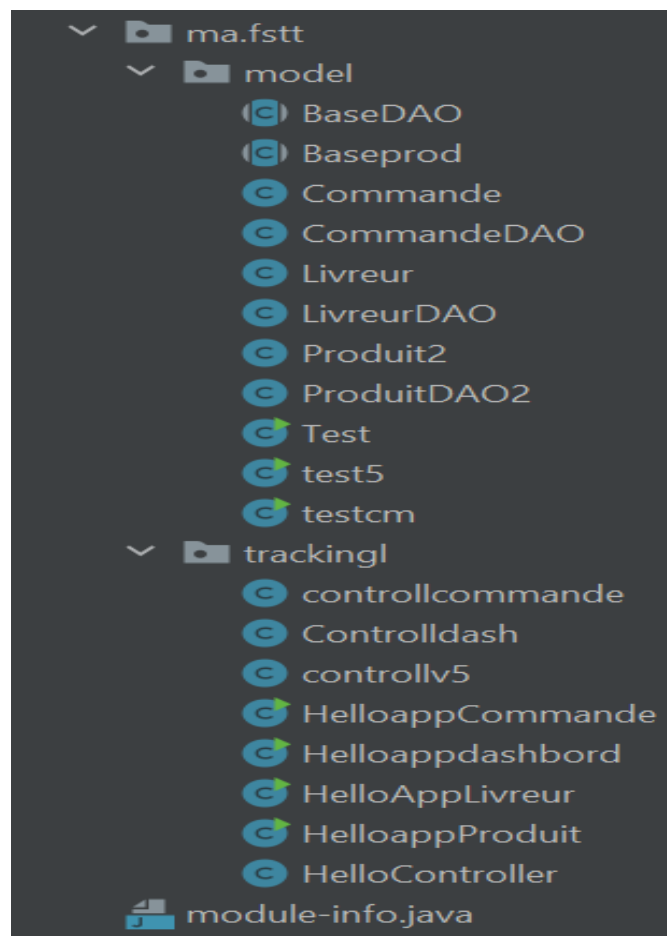 ma.fstt
model
C BaseDAO
C Baseprod
C Commande
C CommandeDAO
C Livreur
C LivreurDAO
C Produit2
C ProduitDAO2
C Test
C test5
C testcm
trackingl
C controllcommande
C Controlldash
C controllv5
C HelloappCommande
C Helloappdashbord
C HelloAppLivreur
C HelloappProduit
C HelloController
J module-info.java